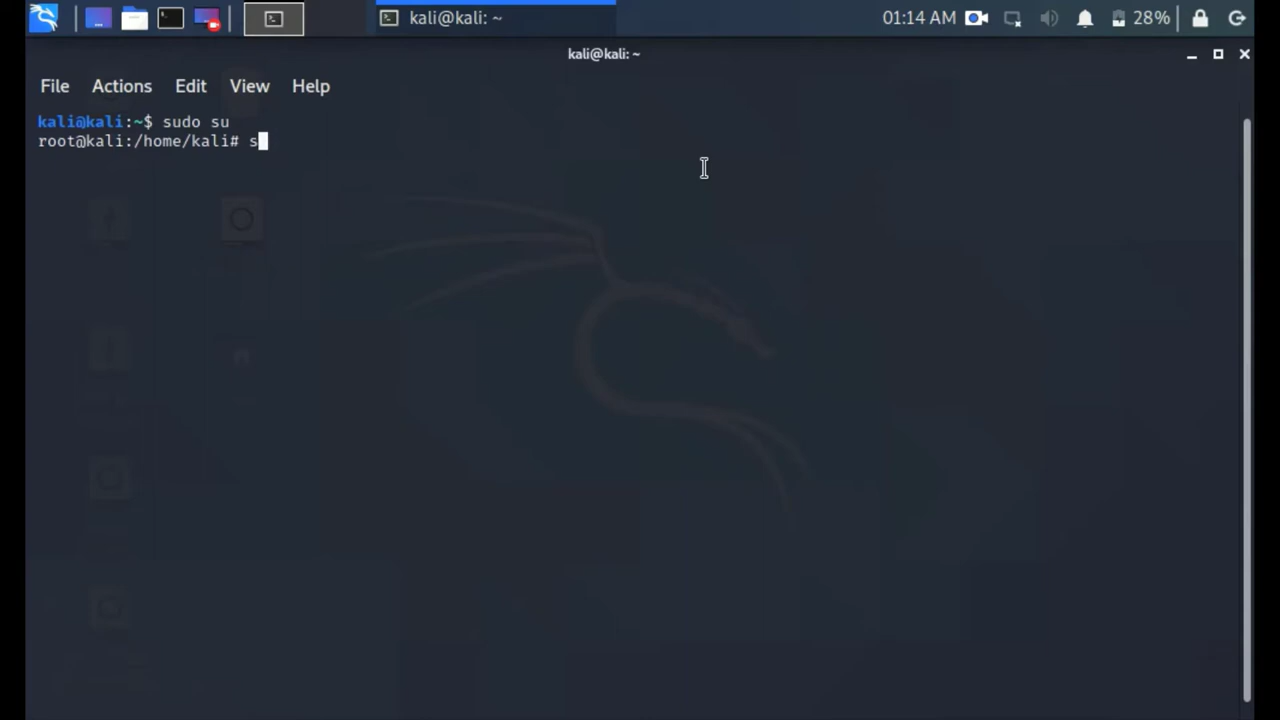 kali@kali: ~ 01:14 AM 28%
kali@kali: ~
File Actions Edit View Help
kali@kali:~$ sudo su
root@kali:/home/kali# s